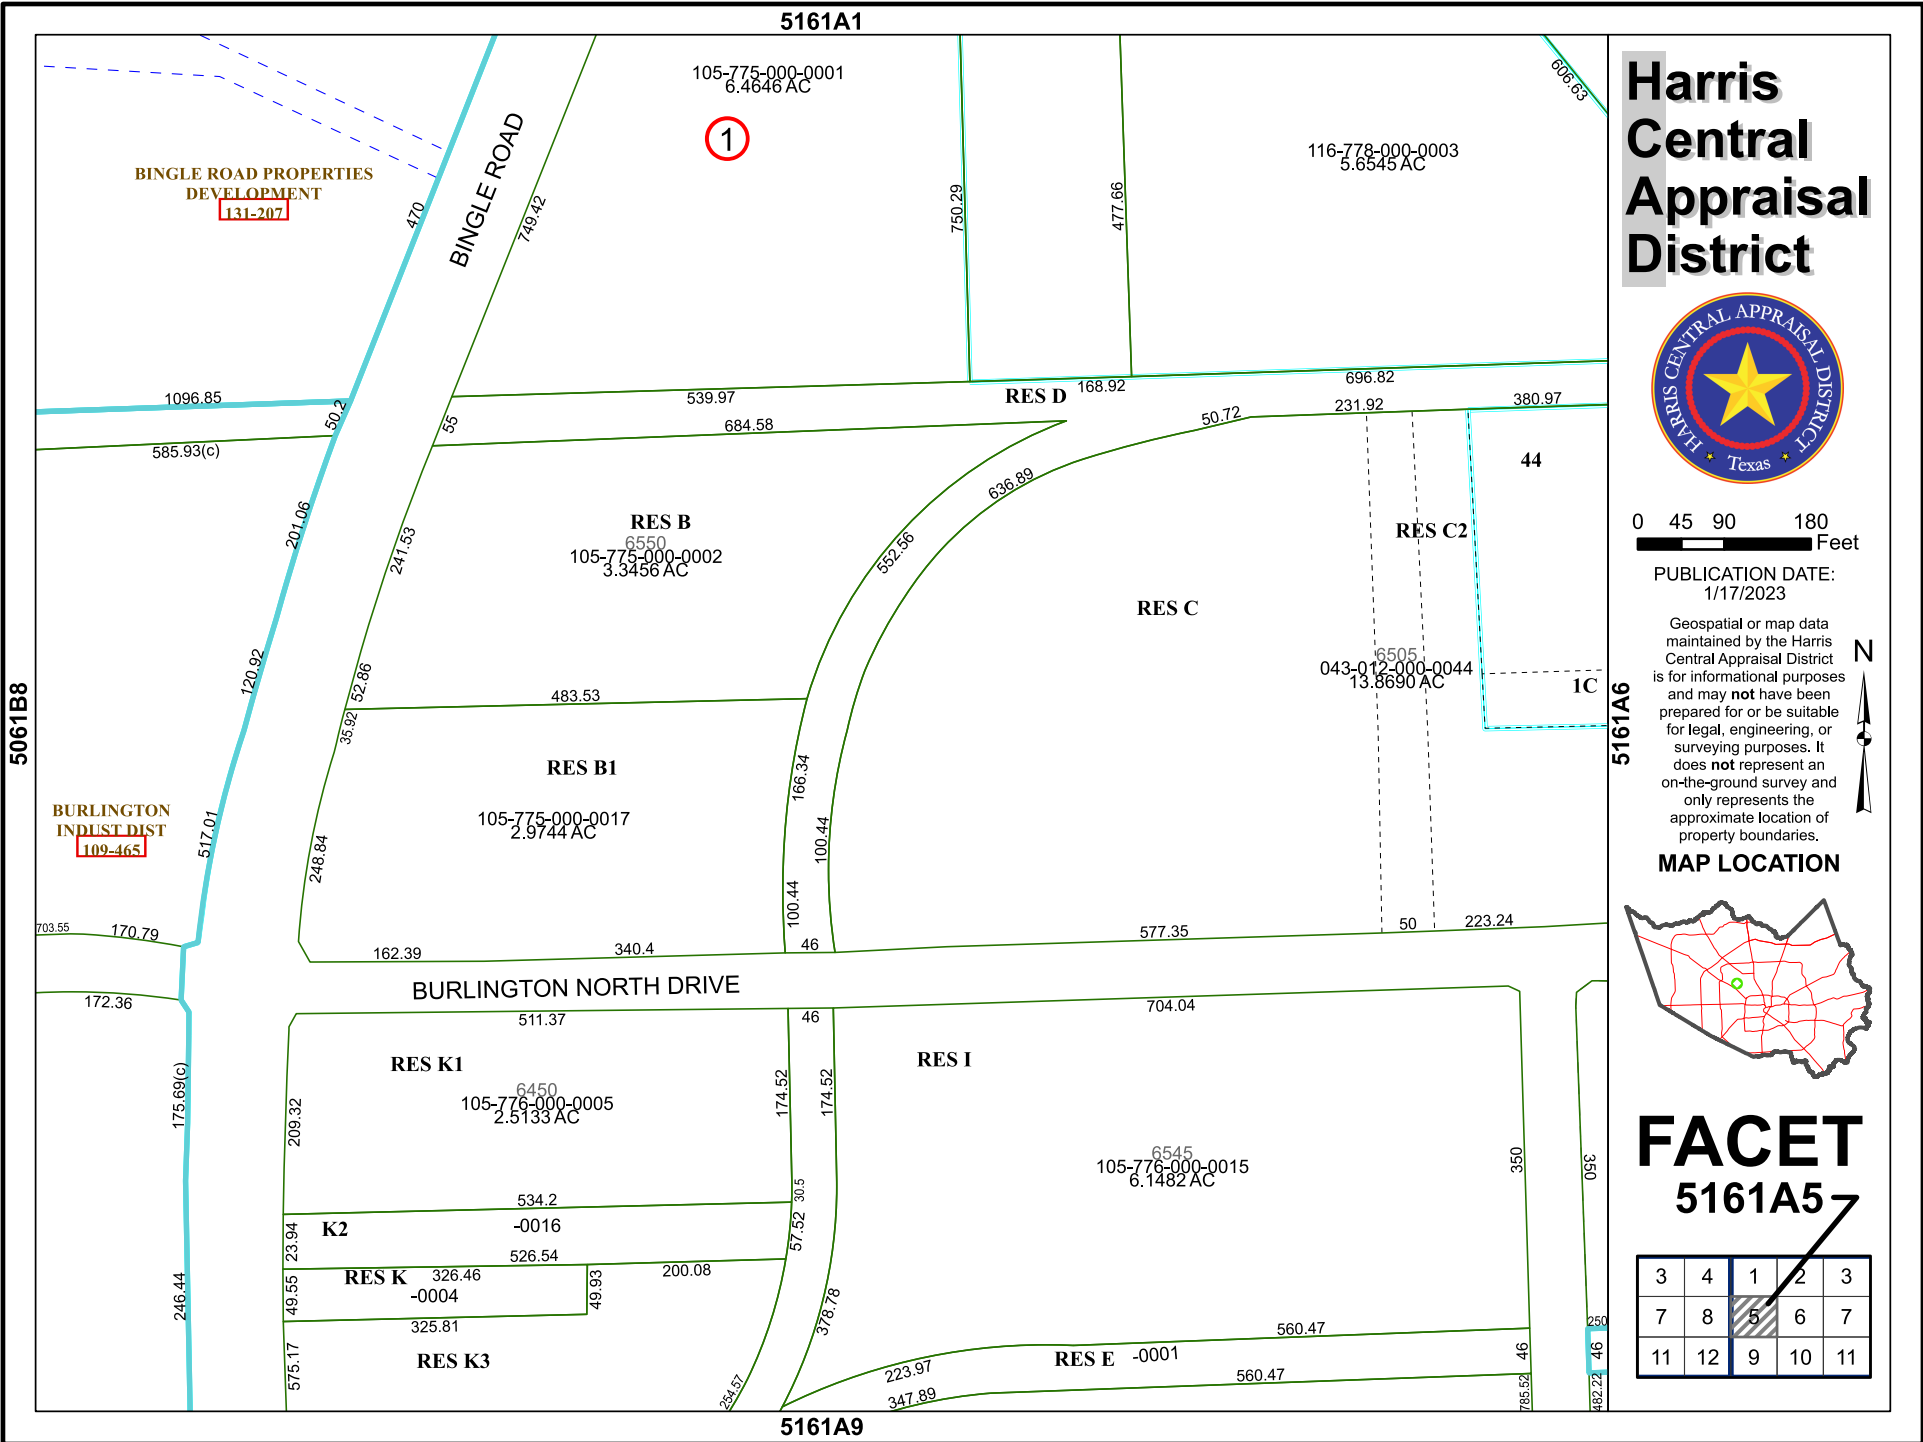 5161A1
105-775-000-0001
6.4646 AC
1
116-778-000-0003
5.6545 AC
606.63
BINGLE ROAD PROPERTIES
DEVELOPMENT
131-207
470
BINGLE ROAD
749.42
750.29
477.66
1096.85
50.2
585.93(c)
55
539.97
684.58
RES D
168.92
696.82
50.72
231.92
380.97
44
201.06
241.53
RES B
6550
105-775-000-0002
3.3456 AC
552.56
636.89
RES C2
RES C
6505
043-012-000-0044
13.8690 AC
1C
120.92
52.86
483.53
35.92
RES B1
105-775-000-0017
2.9744 AC
166.34
100.44
100.44
BURLINGTON
INDUST DIST
109-465
517.01
248.84
703.55
170.79
162.39
340.4
46
577.35
50
223.24
BURLINGTON NORTH DRIVE
172.36
511.37
46
704.04
RES K1
6450
105-776-000-0005
2.5133 AC
RES I
6545
105-776-000-0015
6.1482 AC
175.69(c)
209.32
174.52
174.52
350
350
534.2
30.5
K2
-0016
23.94
57.52
526.54
RES K
326.46
-0004
200.08
49.55
49.93
246.44
325.81
378.78
RES K3
575.17
254.57
560.47
RES E
-0001
223.97
347.89
560.47
46
250
46
785.52
482.22
5161A9
5061B8
5161A6
Harris
Central
Appraisal
District
HARRIS CENTRAL APPRAISAL DISTRICT
Texas
0 45 90 180
Feet
PUBLICATION DATE:
1/17/2023
Geospatial or map data
maintained by the Harris
Central Appraisal District
is for informational purposes
and may not have been
prepared for or be suitable
for legal, engineering, or
surveying purposes. It
does not represent an
on-the-ground survey and
only represents the
approximate location of
property boundaries.
N
MAP LOCATION
FACET
5161A5
3 4 1 2 3
7 8 5 6 7
11 12 9 10 11